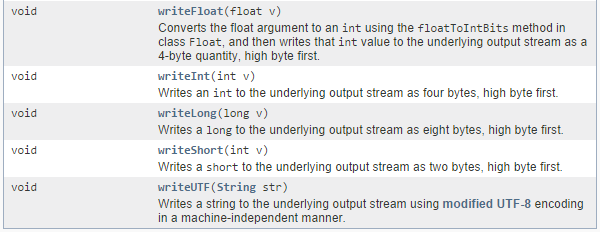 void writeFloat(float v)
Converts the float argument to an int using the floatToIntBits method in
class Float, and then writes that int value to the underlying output stream as a
4-byte quantity, high byte first.
void writeInt(int v)
Writes an int to the underlying output stream as four bytes, high byte first.
void writeLong(long v)
Writes a long to the underlying output stream as eight bytes, high byte first.
void writeShort(int v)
Writes a short to the underlying output stream as two bytes, high byte first.
void writeUTF(String str)
Writes a string to the underlying output stream using modified UTF-8 encoding
in a machine-independent manner.